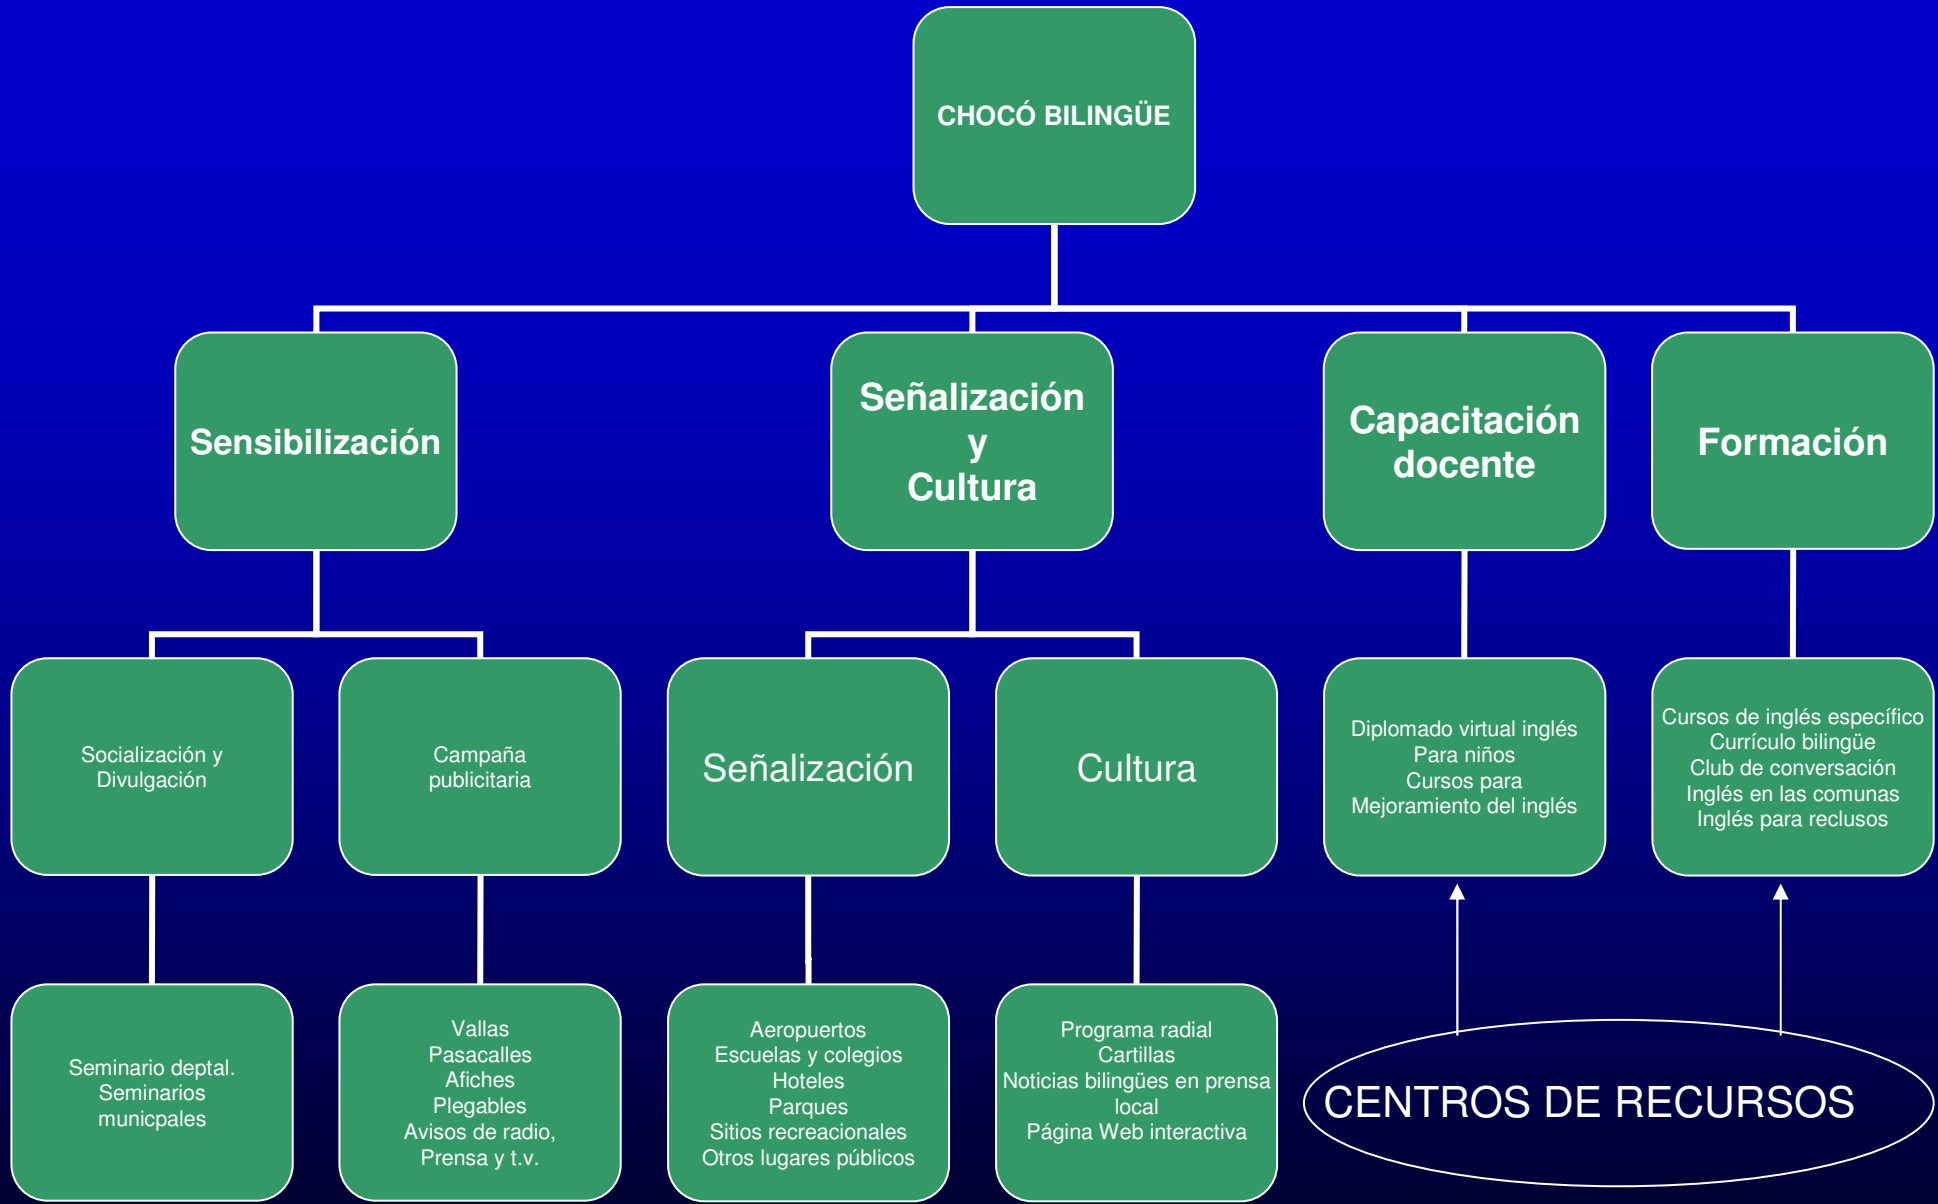 CHOCÓ BILINGÜE
Sensibilización
Señalización
y
Cultura
Capacitación
docente
Formación
Socialización y
Divulgación
Campaña
publicitaria
Señalización
Cultura
Diplomado virtual inglés
Para niños
Cursos para
Mejoramiento del inglés
Cursos de inglés específico
Currículo bilingüe
Club de conversación
Inglés en las comunas
Inglés para reclusos
Seminario deptal.
Seminarios
municpales
Vallas
Pasacalles
Afiches
Plegables
Avisos de radio,
Prensa y t.v.
Aeropuertos
Escuelas y colegios
Hoteles
Parques
Sitios recreacionales
Otros lugares públicos
Programa radial
Cartillas
Noticias bilingües en prensa
local
Página Web interactiva
CENTROS DE RECURSOS